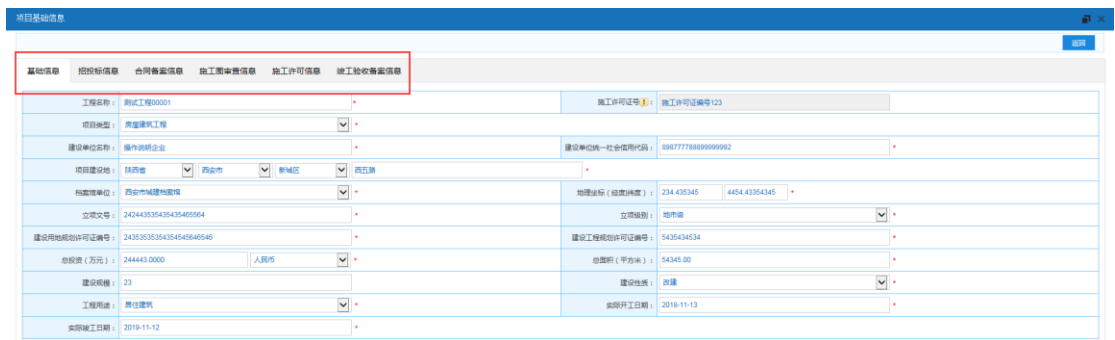 项目基础信息
返回
基础信息 招投标信息 合同备案信息 施工图审查信息 施工许可信息 竣工验收备案信息
工程名称： 测试工程00001 * 施工许可证号 ! ： 施工许可证编号123
项目类型： 房屋建筑工程 *
建设单位名称： 操作说明企业 * 建设单位统一社会信用代码： 898777788899999992 *
项目建设地： 陕西省 西安市 新城区 西五路 *
档案馆单位： 西安市城建档案馆 * 地理坐标（经度|纬度）： 234.435345 4454.43354345 *
立项文号： 242443535435435465564 * 立项级别： 地市级 *
建设用地规划许可证编号： 24353535354354545646546 * 建设工程规划许可证编号： 5435434534 *
总投资（万元）： 244443.0000 人民币 * 总面积（平方米）： 54345.00 *
建设规模： 23 建设性质： 改建 *
工程用途： 居住建筑 * 实际开工日期： 2018-11-13 *
实际竣工日期： 2019-11-12 *